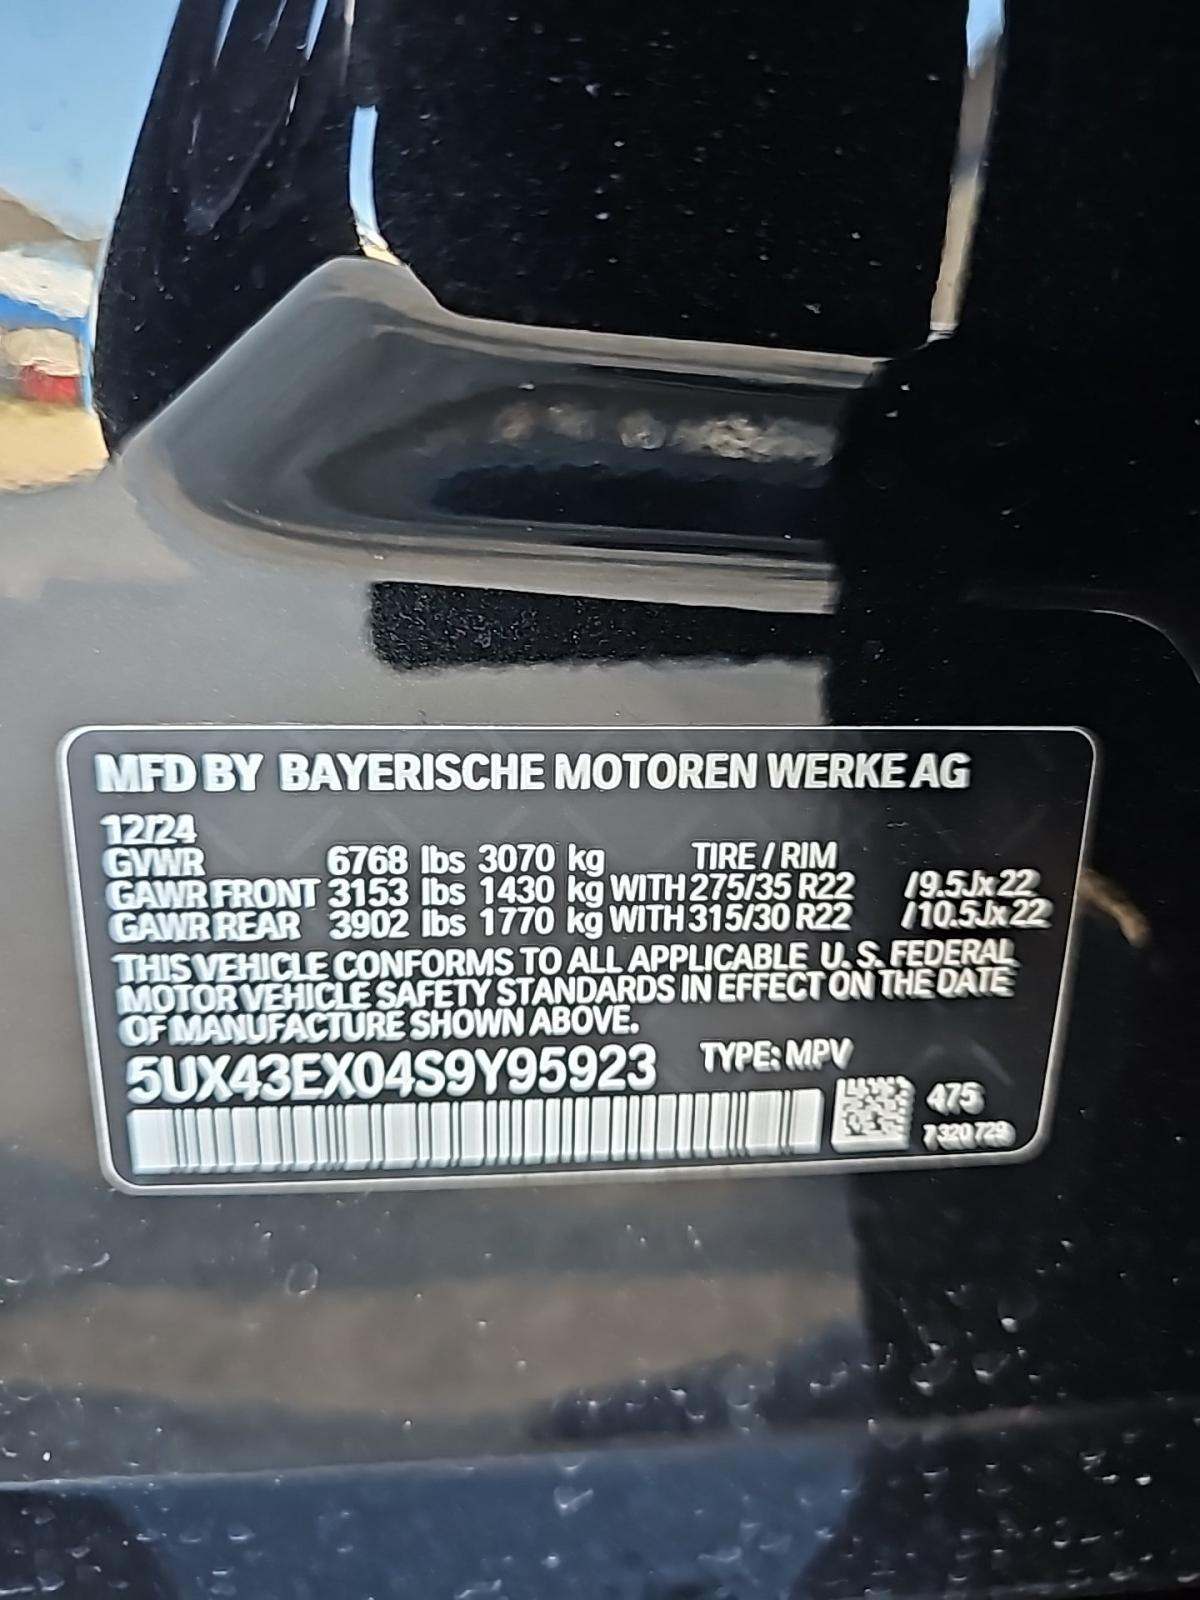 MFD BY BAYERISCHE MOTOREN WERKE AG
12/24
GVWR 6768 lbs 3070 kg TIRE / RIM
GAWR FRONT 3153 lbs 1430 kg WITH 275/35 R22 /9.5Jx22
GAWR REAR 3902 lbs 1770 kg WITH 315/30 R22 /10.5Jx22
THIS VEHICLE CONFORMS TO ALL APPLICABLE U.S. FEDERAL
MOTOR VEHICLE SAFETY STANDARDS IN EFFECT ON THE DATE
OF MANUFACTURE SHOWN ABOVE.
5UX43EX04S9Y95923 TYPE: MPV
475
7 320 729